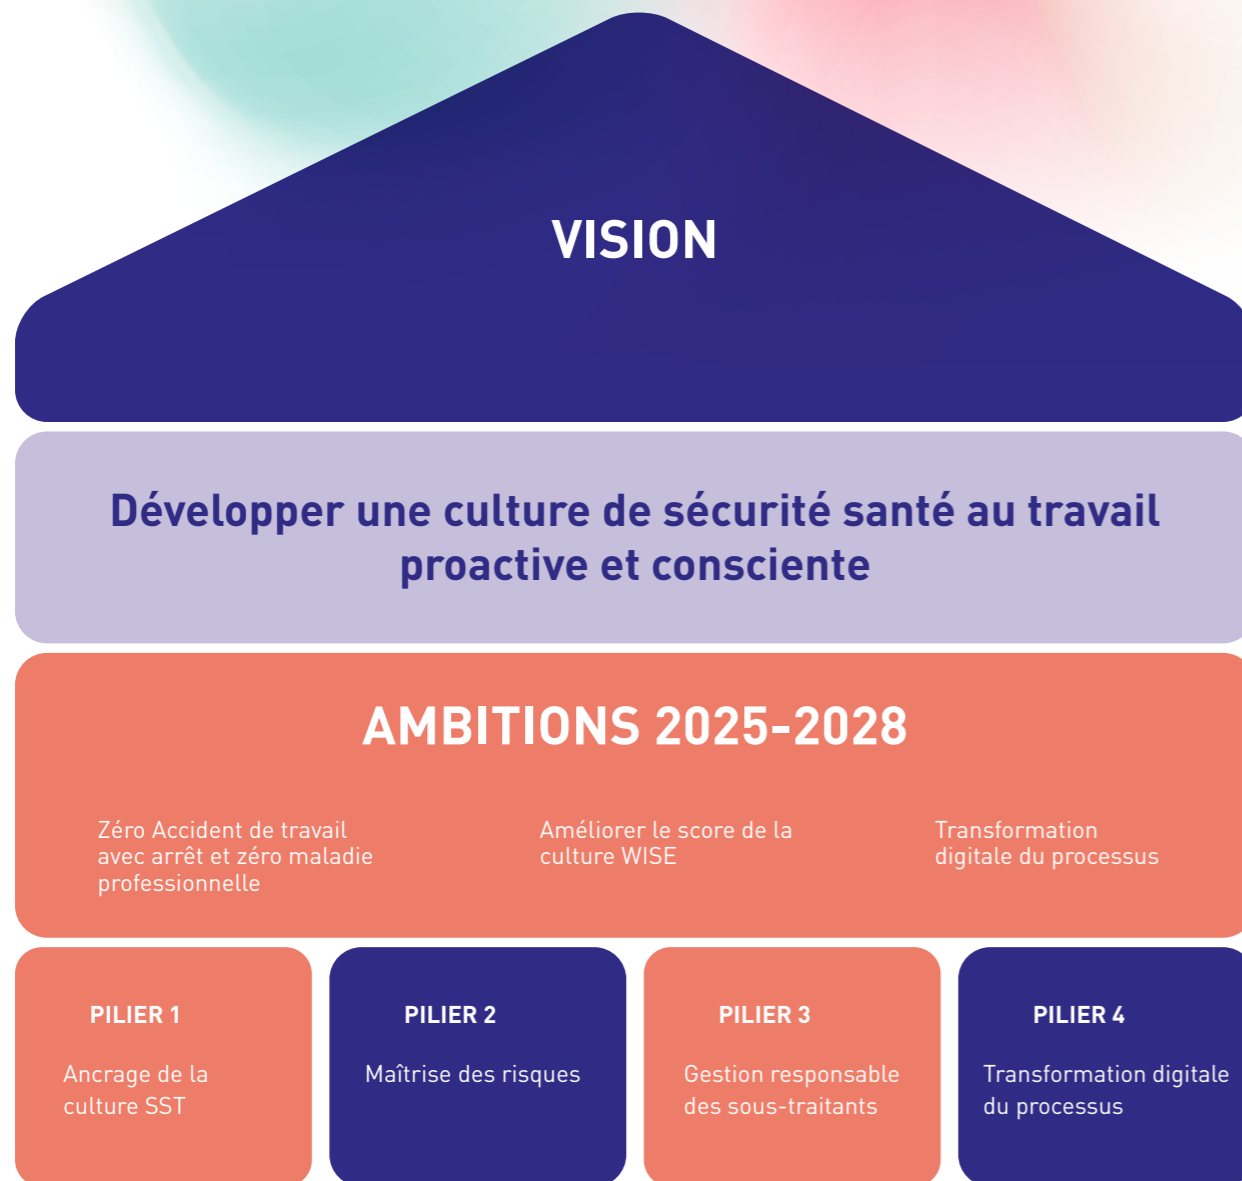 VISION
Développer une culture de sécurité santé au travail
proactive et consciente
AMBITIONS 2025-2028
Zéro Accident de travail
avec arrêt et zéro maladie
professionnelle
Améliorer le score de la
culture WISE
Transformation
digitale du processus
PILIER 1
Ancrage de la
culture SST
PILIER 2
Maîtrise des risques
PILIER 3
Gestion responsable
des sous-traitants
PILIER 4
Transformation digitale
du processus